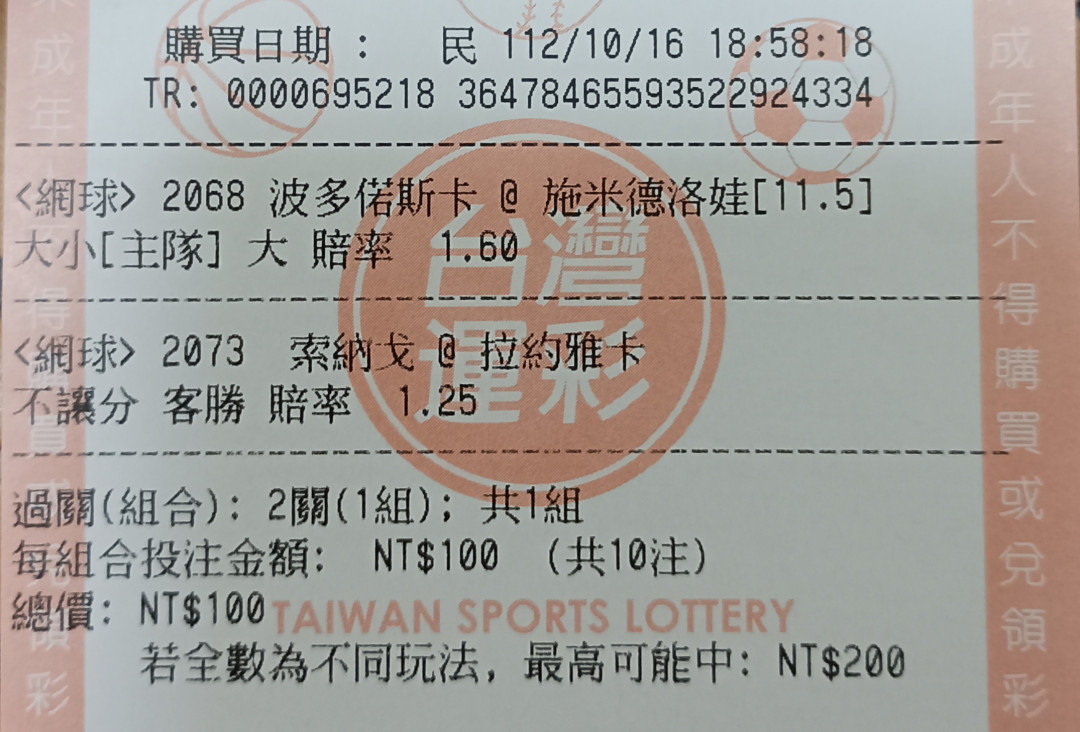 購買日期 : 民 112/10/16 18:58:18
TR: 0000695218 36478465593522924334
<網球> 2068 波多偌斯卡 @ 施米德洛娃[11.5]
大小[主隊] 大 賠率 1.60
<網球> 2073 索納戈 @ 拉約雅卡
不讓分 客勝 賠率 1.25
過關(組合): 2關(1組); 共1組
每組合投注金額: NT$100 (共10注)
總價: NT$100
若全數為不同玩法, 最高可能中: NT$200
台灣
運彩
TAIWAN SPORTS LOTTERY
成年人不得購買或兌領彩